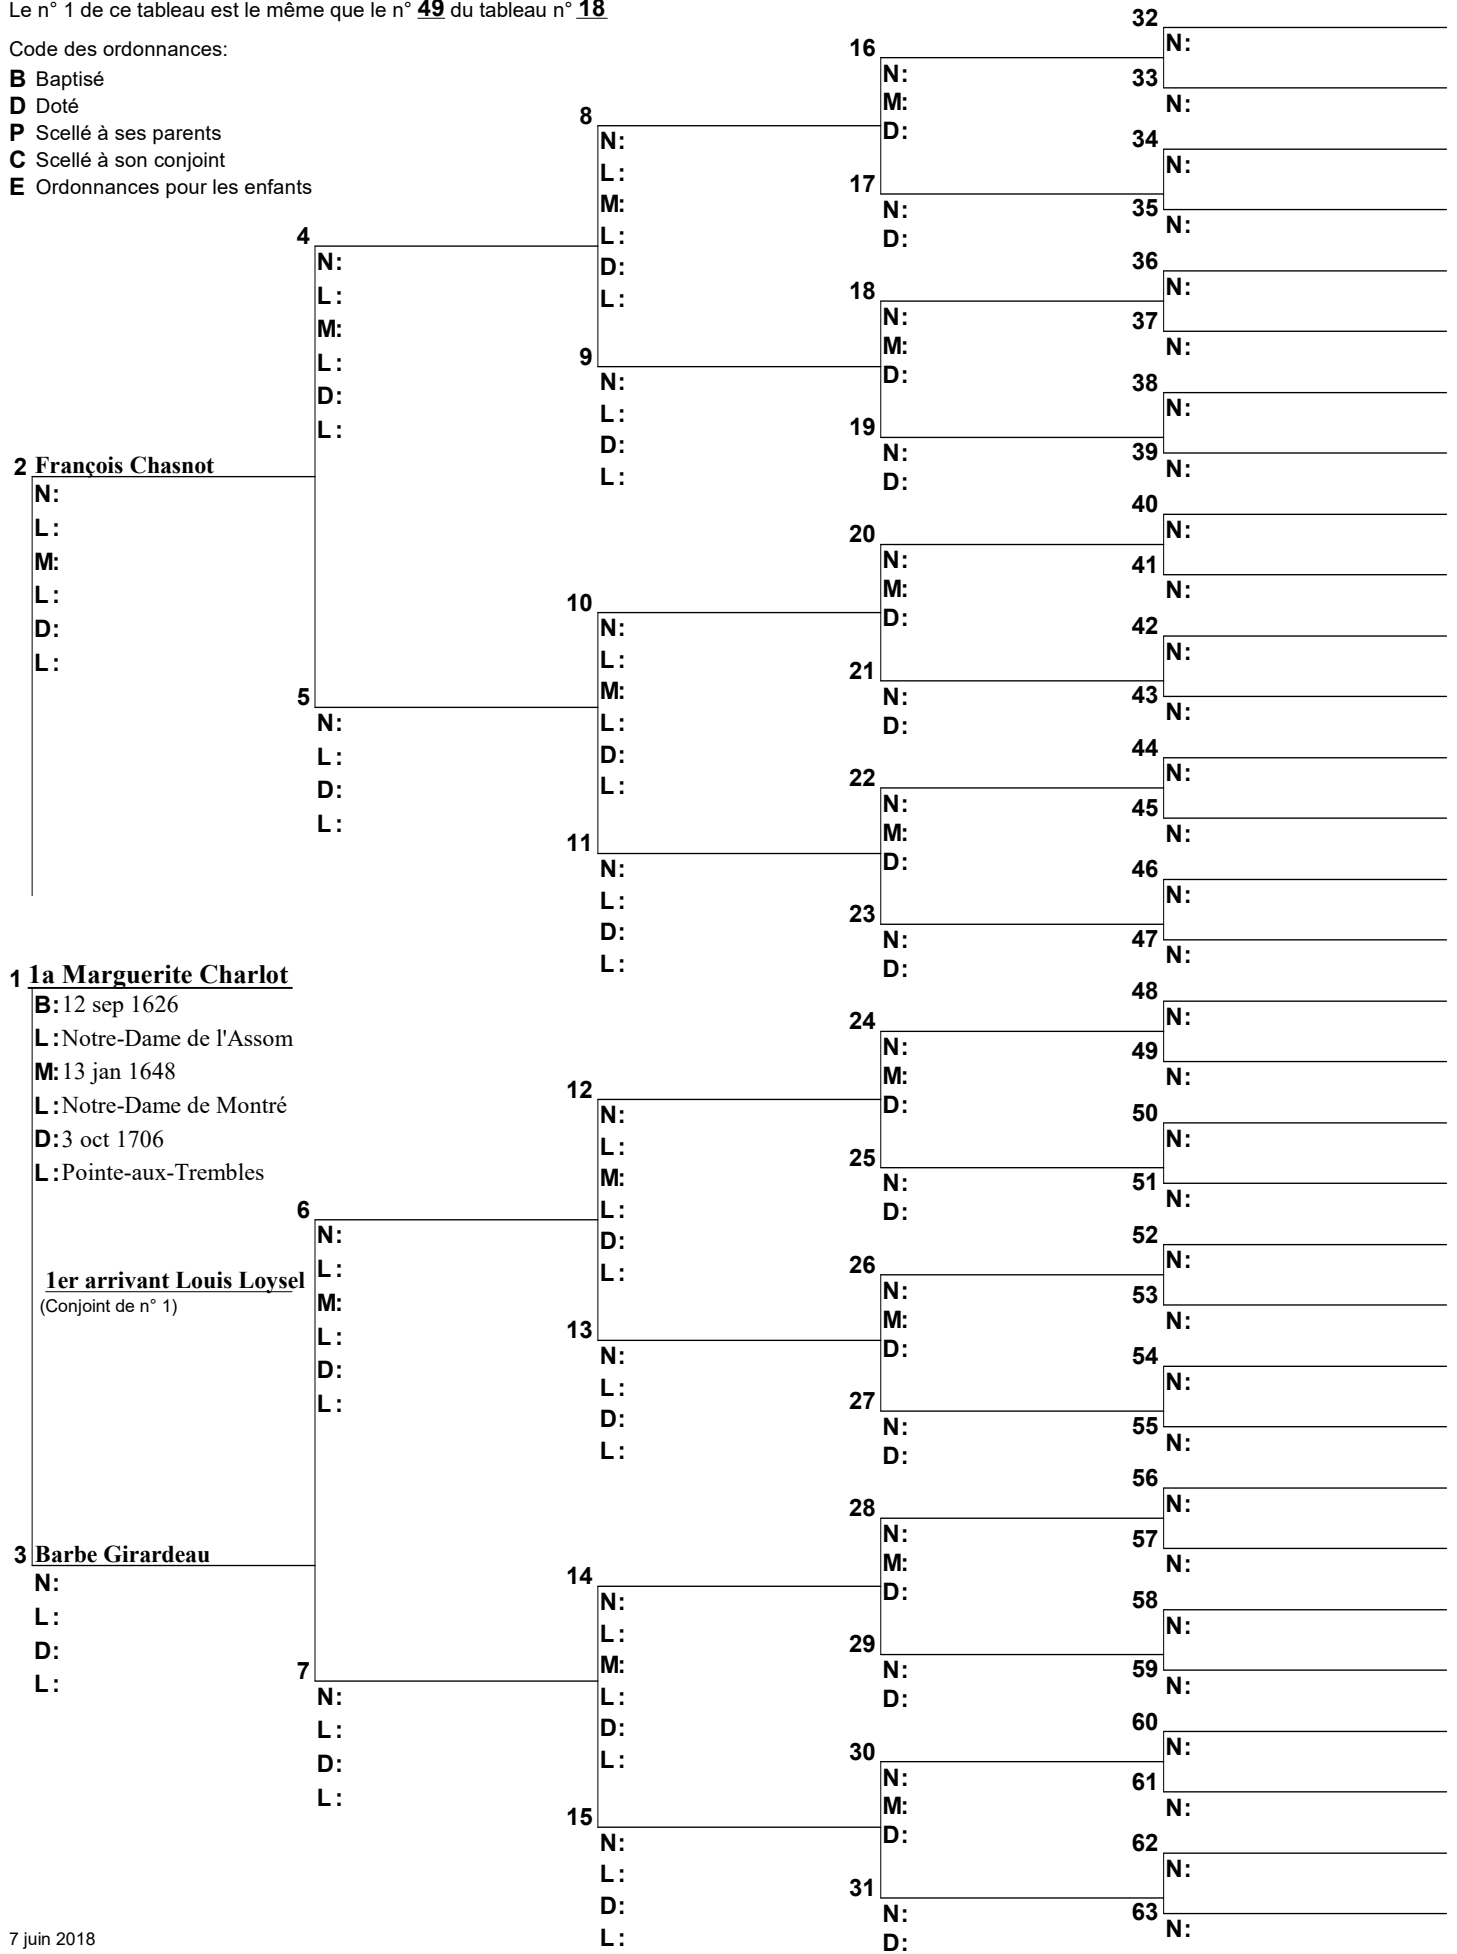 Le n° 1 de ce tableau est le même que le n° 49 du tableau n° 18
Code des ordonnances:
B Baptisé
D Doté
P Scellé à ses parents
C Scellé à son conjoint
E Ordonnances pour les enfants
2 François Chasnot
N:
L:
M:
L:
D:
L:
1 1a Marguerite Charlot
B: 12 sep 1626
L: Notre-Dame de l'Assom
M: 13 jan 1648
L: Notre-Dame de Montré
D: 3 oct 1706
L: Pointe-aux-Trembles
1er arrivant Louis Loysel
(Conjoint de n° 1)
3 Barbe Girardeau
N:
L:
D:
L:
4
N:
L:
M:
L:
D:
L:
5
N:
L:
D:
L:
6
N:
L:
M:
L:
D:
L:
7
N:
L:
D:
L:
8
N:
L:
M:
L:
D:
L:
9
N:
L:
D:
L:
10
N:
L:
M:
L:
D:
L:
11
N:
L:
D:
L:
12
N:
L:
M:
L:
D:
L:
13
N:
L:
D:
L:
14
N:
L:
M:
L:
D:
L:
15
N:
L:
D:
L:
16
N:
M:
D:
17
N:
D:
18
N:
M:
D:
19
N:
D:
20
N:
M:
D:
21
N:
D:
22
N:
M:
D:
23
N:
D:
24
N:
M:
D:
25
N:
D:
26
N:
M:
D:
27
N:
D:
28
N:
M:
D:
29
N:
D:
30
N:
M:
D:
31
N:
D:
32
N:
33
N:
34
N:
35
N:
36
N:
37
N:
38
N:
39
N:
40
N:
41
N:
42
N:
43
N:
44
N:
45
N:
46
N:
47
N:
48
N:
49
N:
50
N:
51
N:
52
N:
53
N:
54
N:
55
N:
56
N:
57
N:
58
N:
59
N:
60
N:
61
N:
62
N:
63
N:
7 juin 2018